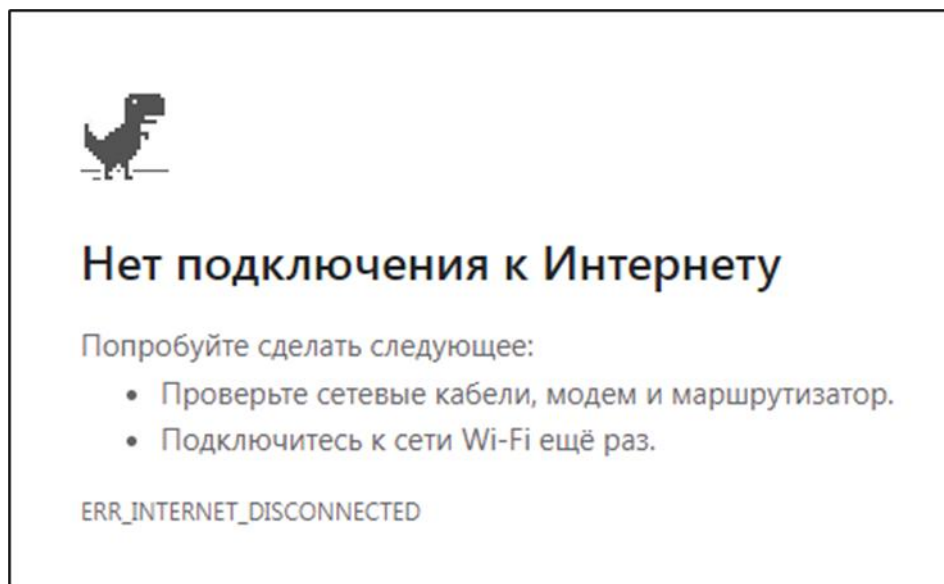 Нет подключения к Интернету
Попробуйте сделать следующее:
• Проверьте сетевые кабели, модем и маршрутизатор.
• Подключитесь к сети Wi-Fi ещё раз.
ERR_INTERNET_DISCONNECTED